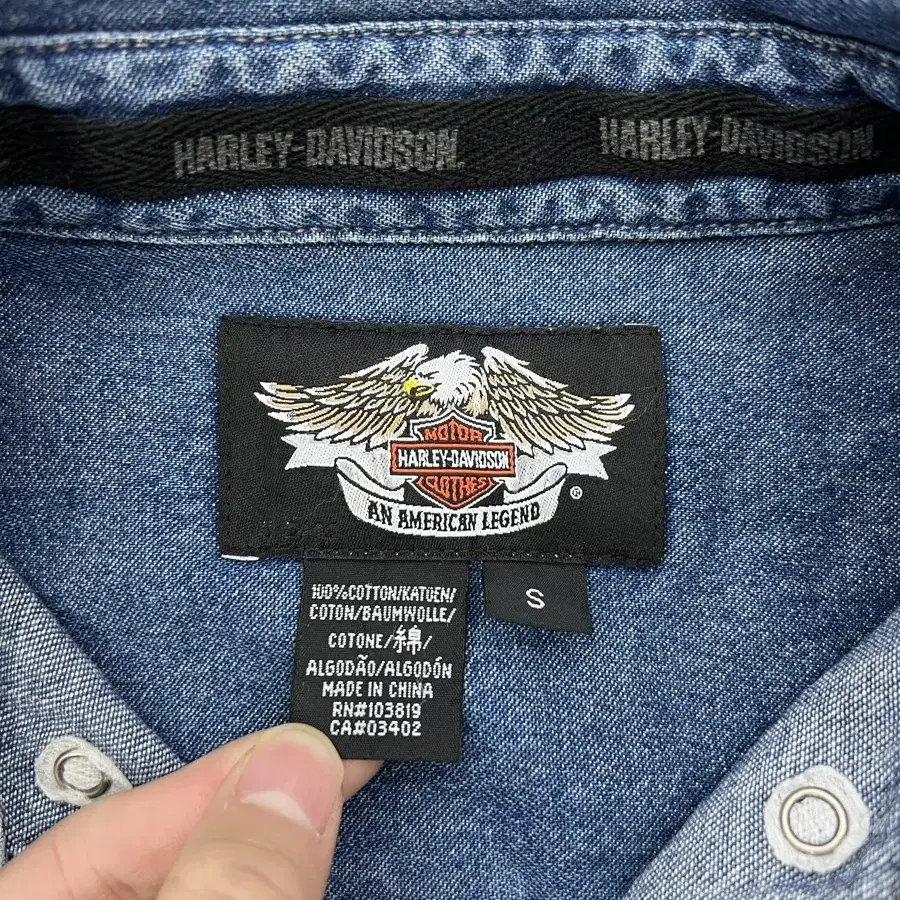 HARLEY-DAVIDSON. HARLEY-DAVIDSON.
MOTOR
HARLEY-DAVIDSON
CLOTHES
®
AN AMERICAN LEGEND
100%COTTON/KATOEN/
COTON/BAUMWOLLE/
COTONE/綿/
ALGODÃO/ALGODÓN
MADE IN CHINA
RN#103819
CA#03402
S